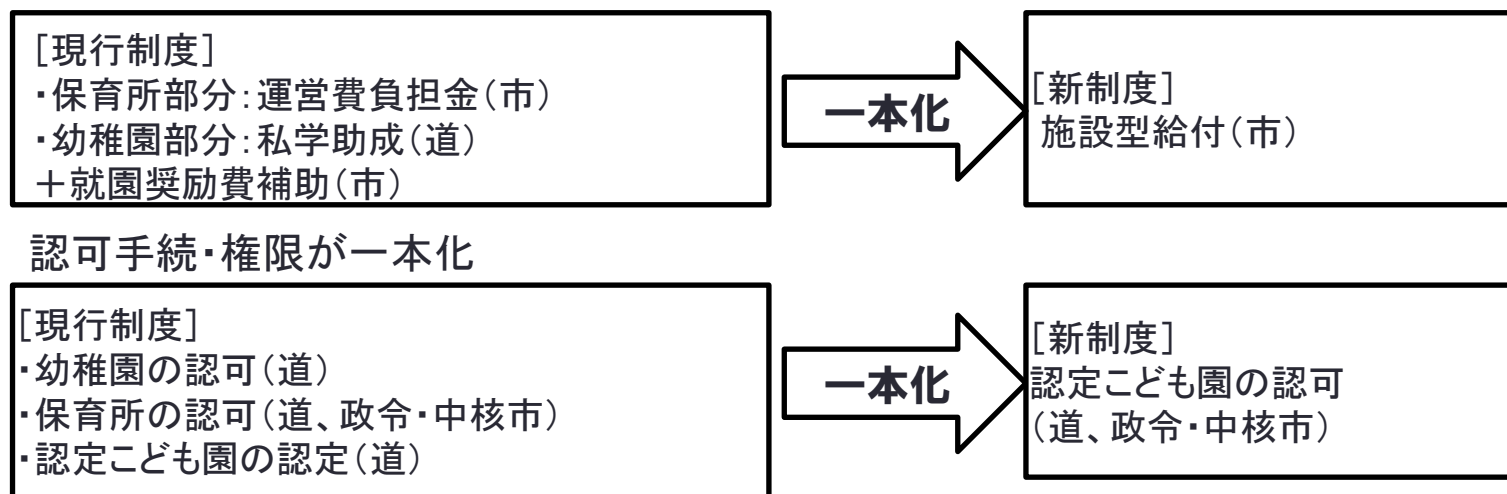 [現行制度]
・保育所部分:運営費負担金(市)
・幼稚園部分:私学助成(道)
+就園奨励費補助(市)
一本化
[新制度]
施設型給付(市)
認可手続・権限が一本化
[現行制度]
・幼稚園の認可(道)
・保育所の認可(道、政令・中核市)
・認定こども園の認定(道)
一本化
[新制度]
認定こども園の認可
(道、政令・中核市)